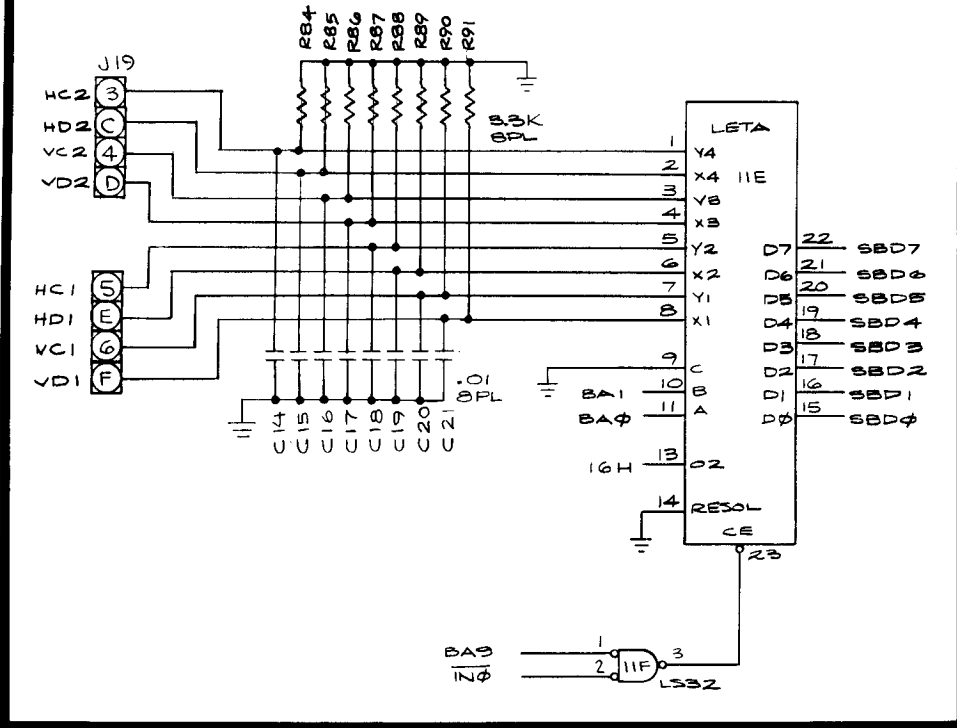 R84 R85 R86 R87 R88 R89 R90 R91
J19
HC2 3
HD2 C
VC2 4
VD2 D
HC1 5
HD1 E
VC1 6
VD1 F
3.3K
8PL
.01
8PL
C14 C15 C16 C17 C18 C19 C20 C21
LETA
11E
1 Y4
2 X4
3 Y3
4 X3
5 Y2
6 X2
7 Y1
8 X1
9 C
BA1 10 B
BAØ 11 A
16H 13 O2
14 RESOL
CE
23
D7 22 SBD7
D6 21 SBD6
D5 20 SBD5
D4 19 SBD4
D3 18 SBD3
D2 17 SBD2
D1 16 SBD1
DØ 15 SBDØ
BA9 1
I̅N̅Ø̅ 2
11F 3
LS32